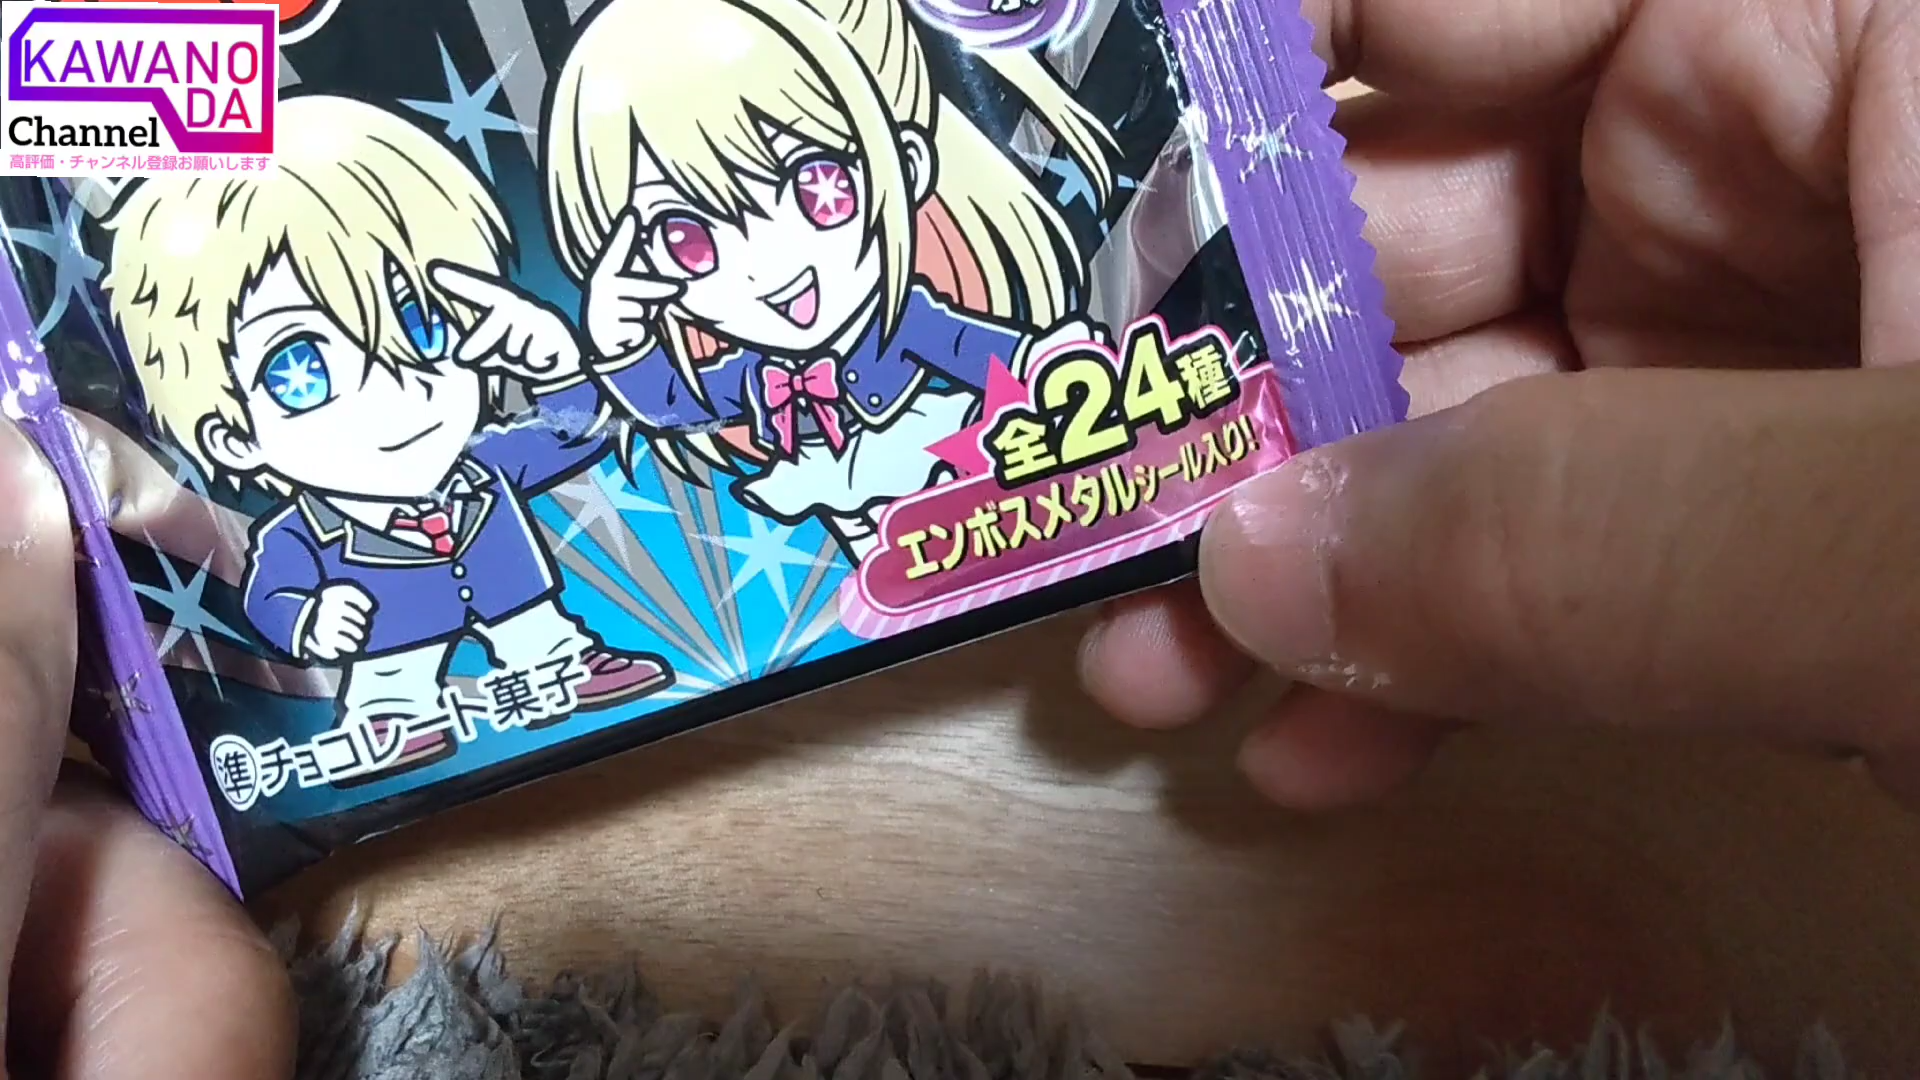 KAWANO
DA
Channel
高評価・チャンネル登録お願いします
全24種
エンボスメタルシール入り!
準チョコレート菓子